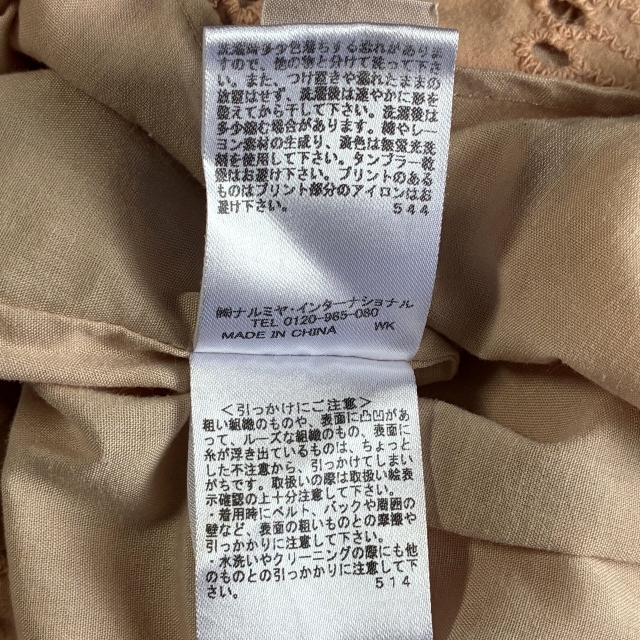 洗濯時多少色落ちする恐れがありま
すので、他の物と分けて洗って下さ
い。また、つけ置きや濡れたままの
放置はせず、洗濯後は速やかに形を
整えてから干して下さい。洗濯後は
多少縮む場合があります。綿やレー
ヨン素材の生成り、淡色は無蛍光洗
剤を使用して下さい。タンブラー乾
燥はお避け下さい。プリントのある
ものはプリント部分のアイロンはお
避け下さい。
544
㈱ナルミヤ・インターナショナル
TEL 0120-985-080
MADE IN CHINA WK
＜引っかけにご注意＞
粗い組織のものや、表面に凸凹があ
って、ルーズな組織のもの、表面に
糸が浮き出ているものは、ちょっと
した不注意から、引っかけてしまい
がちです。取扱いの際は取扱い絵表
示確認の上十分注意して下さい。
・着用時にベルト、バックや周囲の
壁など、表面の粗いものとの摩擦や
引っかかりに注意して下さい。
・水洗いやクリーニングの際にも他
のものとの引っかかりに注意して下さい。
514